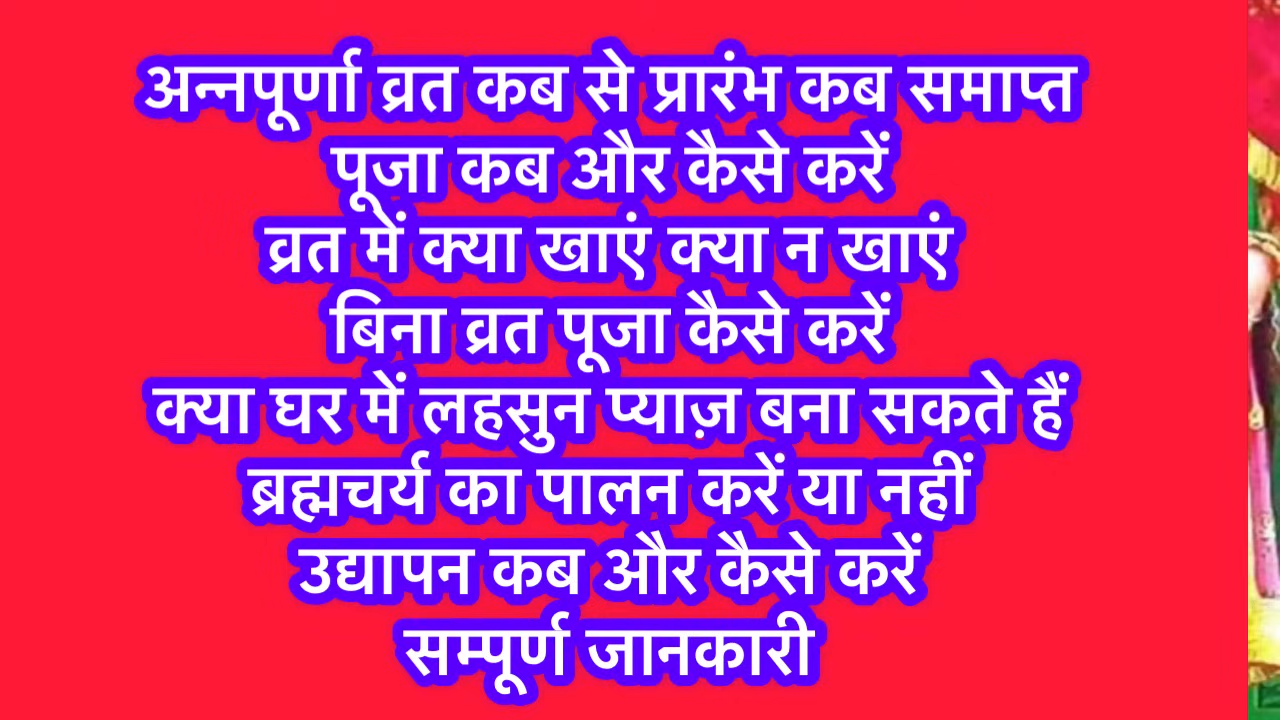 अन्नपूर्णा व्रत कब से प्रारंभ कब समाप्त
पूजा कब और कैसे करें
व्रत में क्या खाएं क्या न खाएं
बिना व्रत पूजा कैसे करें
क्या घर में लहसुन प्याज़ बना सकते हैं
ब्रह्मचर्य का पालन करें या नहीं
उद्यापन कब और कैसे करें
सम्पूर्ण जानकारी